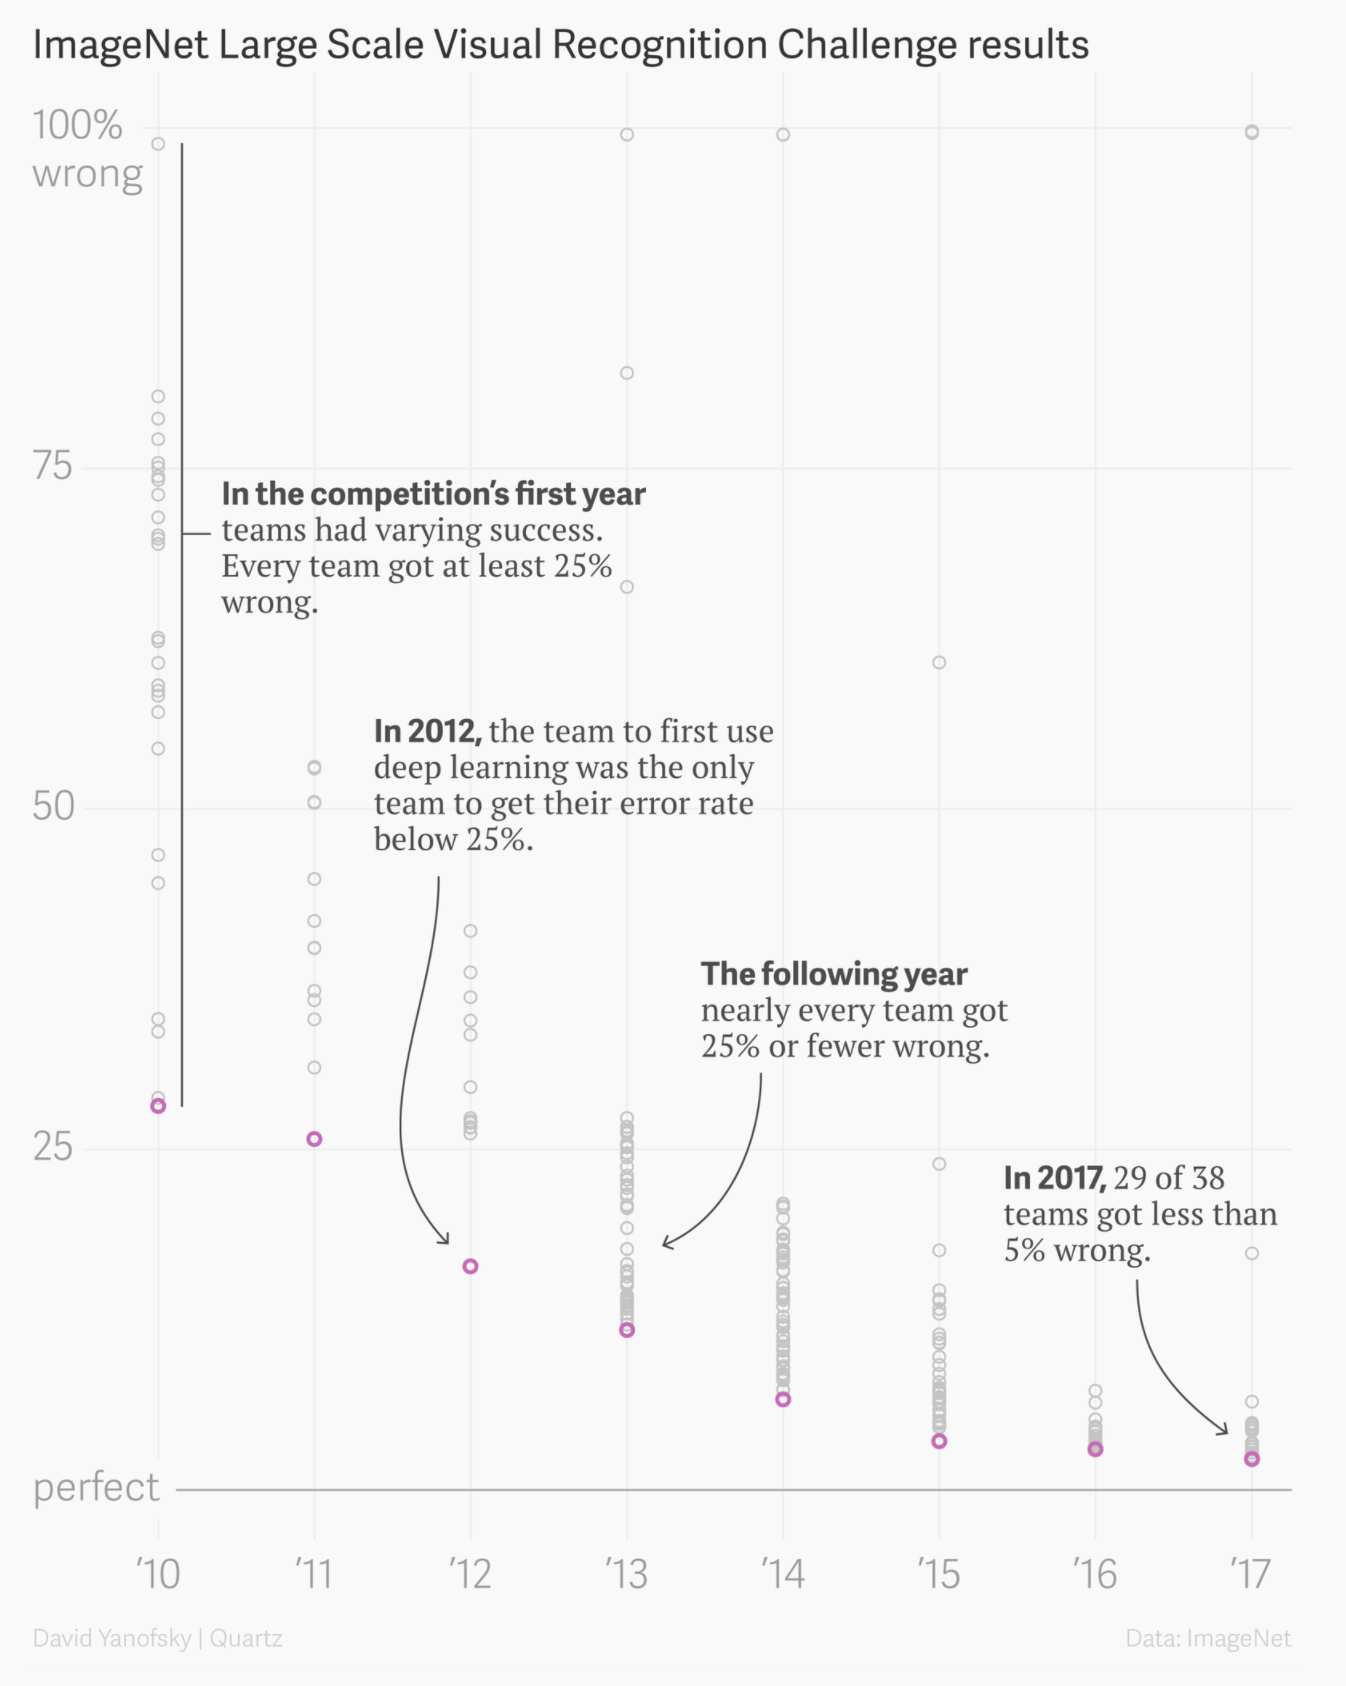 ImageNet Large Scale Visual Recognition Challenge results
100%
wrong
75
In the competition’s first year
teams had varying success.
Every team got at least 25%
wrong.
In 2012, the team to first use
deep learning was the only
team to get their error rate
below 25%.
50
The following year
nearly every team got
25% or fewer wrong.
25
In 2017, 29 of 38
teams got less than
5% wrong.
perfect
’10 ’11 ’12 ’13 ’14 ’15 ’16 ’17
David Yanofsky | Quartz
Data: ImageNet